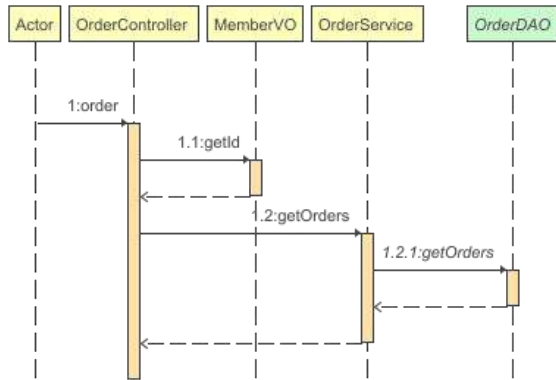 Actor OrderController MemberVO OrderService OrderDAO
1:order
1.1:getId
1.2:getOrders
1.2.1:getOrders